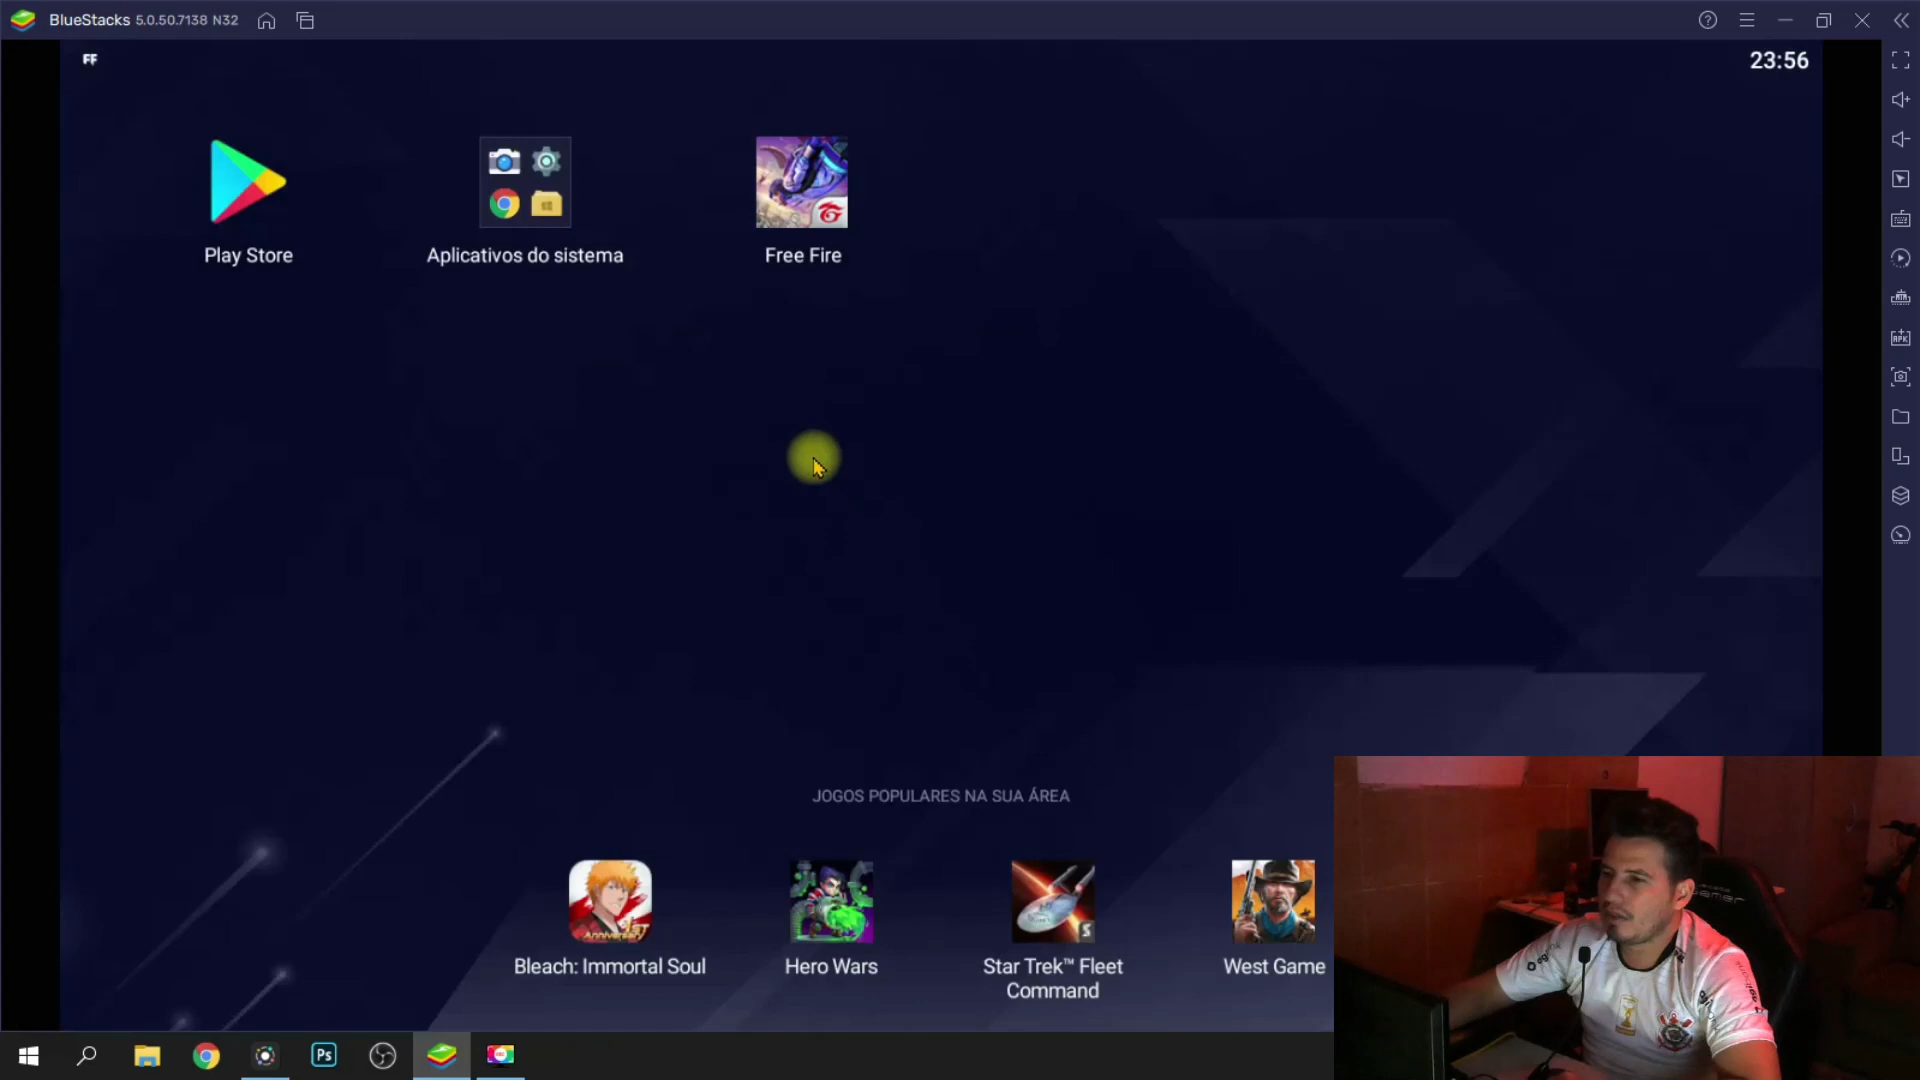 BlueStacks 5.0.50.7138 N32
FF
23:56
Play Store
Aplicativos do sistema
Free Fire
JOGOS POPULARES NA SUA ÁREA
Bleach: Immortal Soul
Hero Wars
Star Trek™ Fleet
Command
West Game
Ps